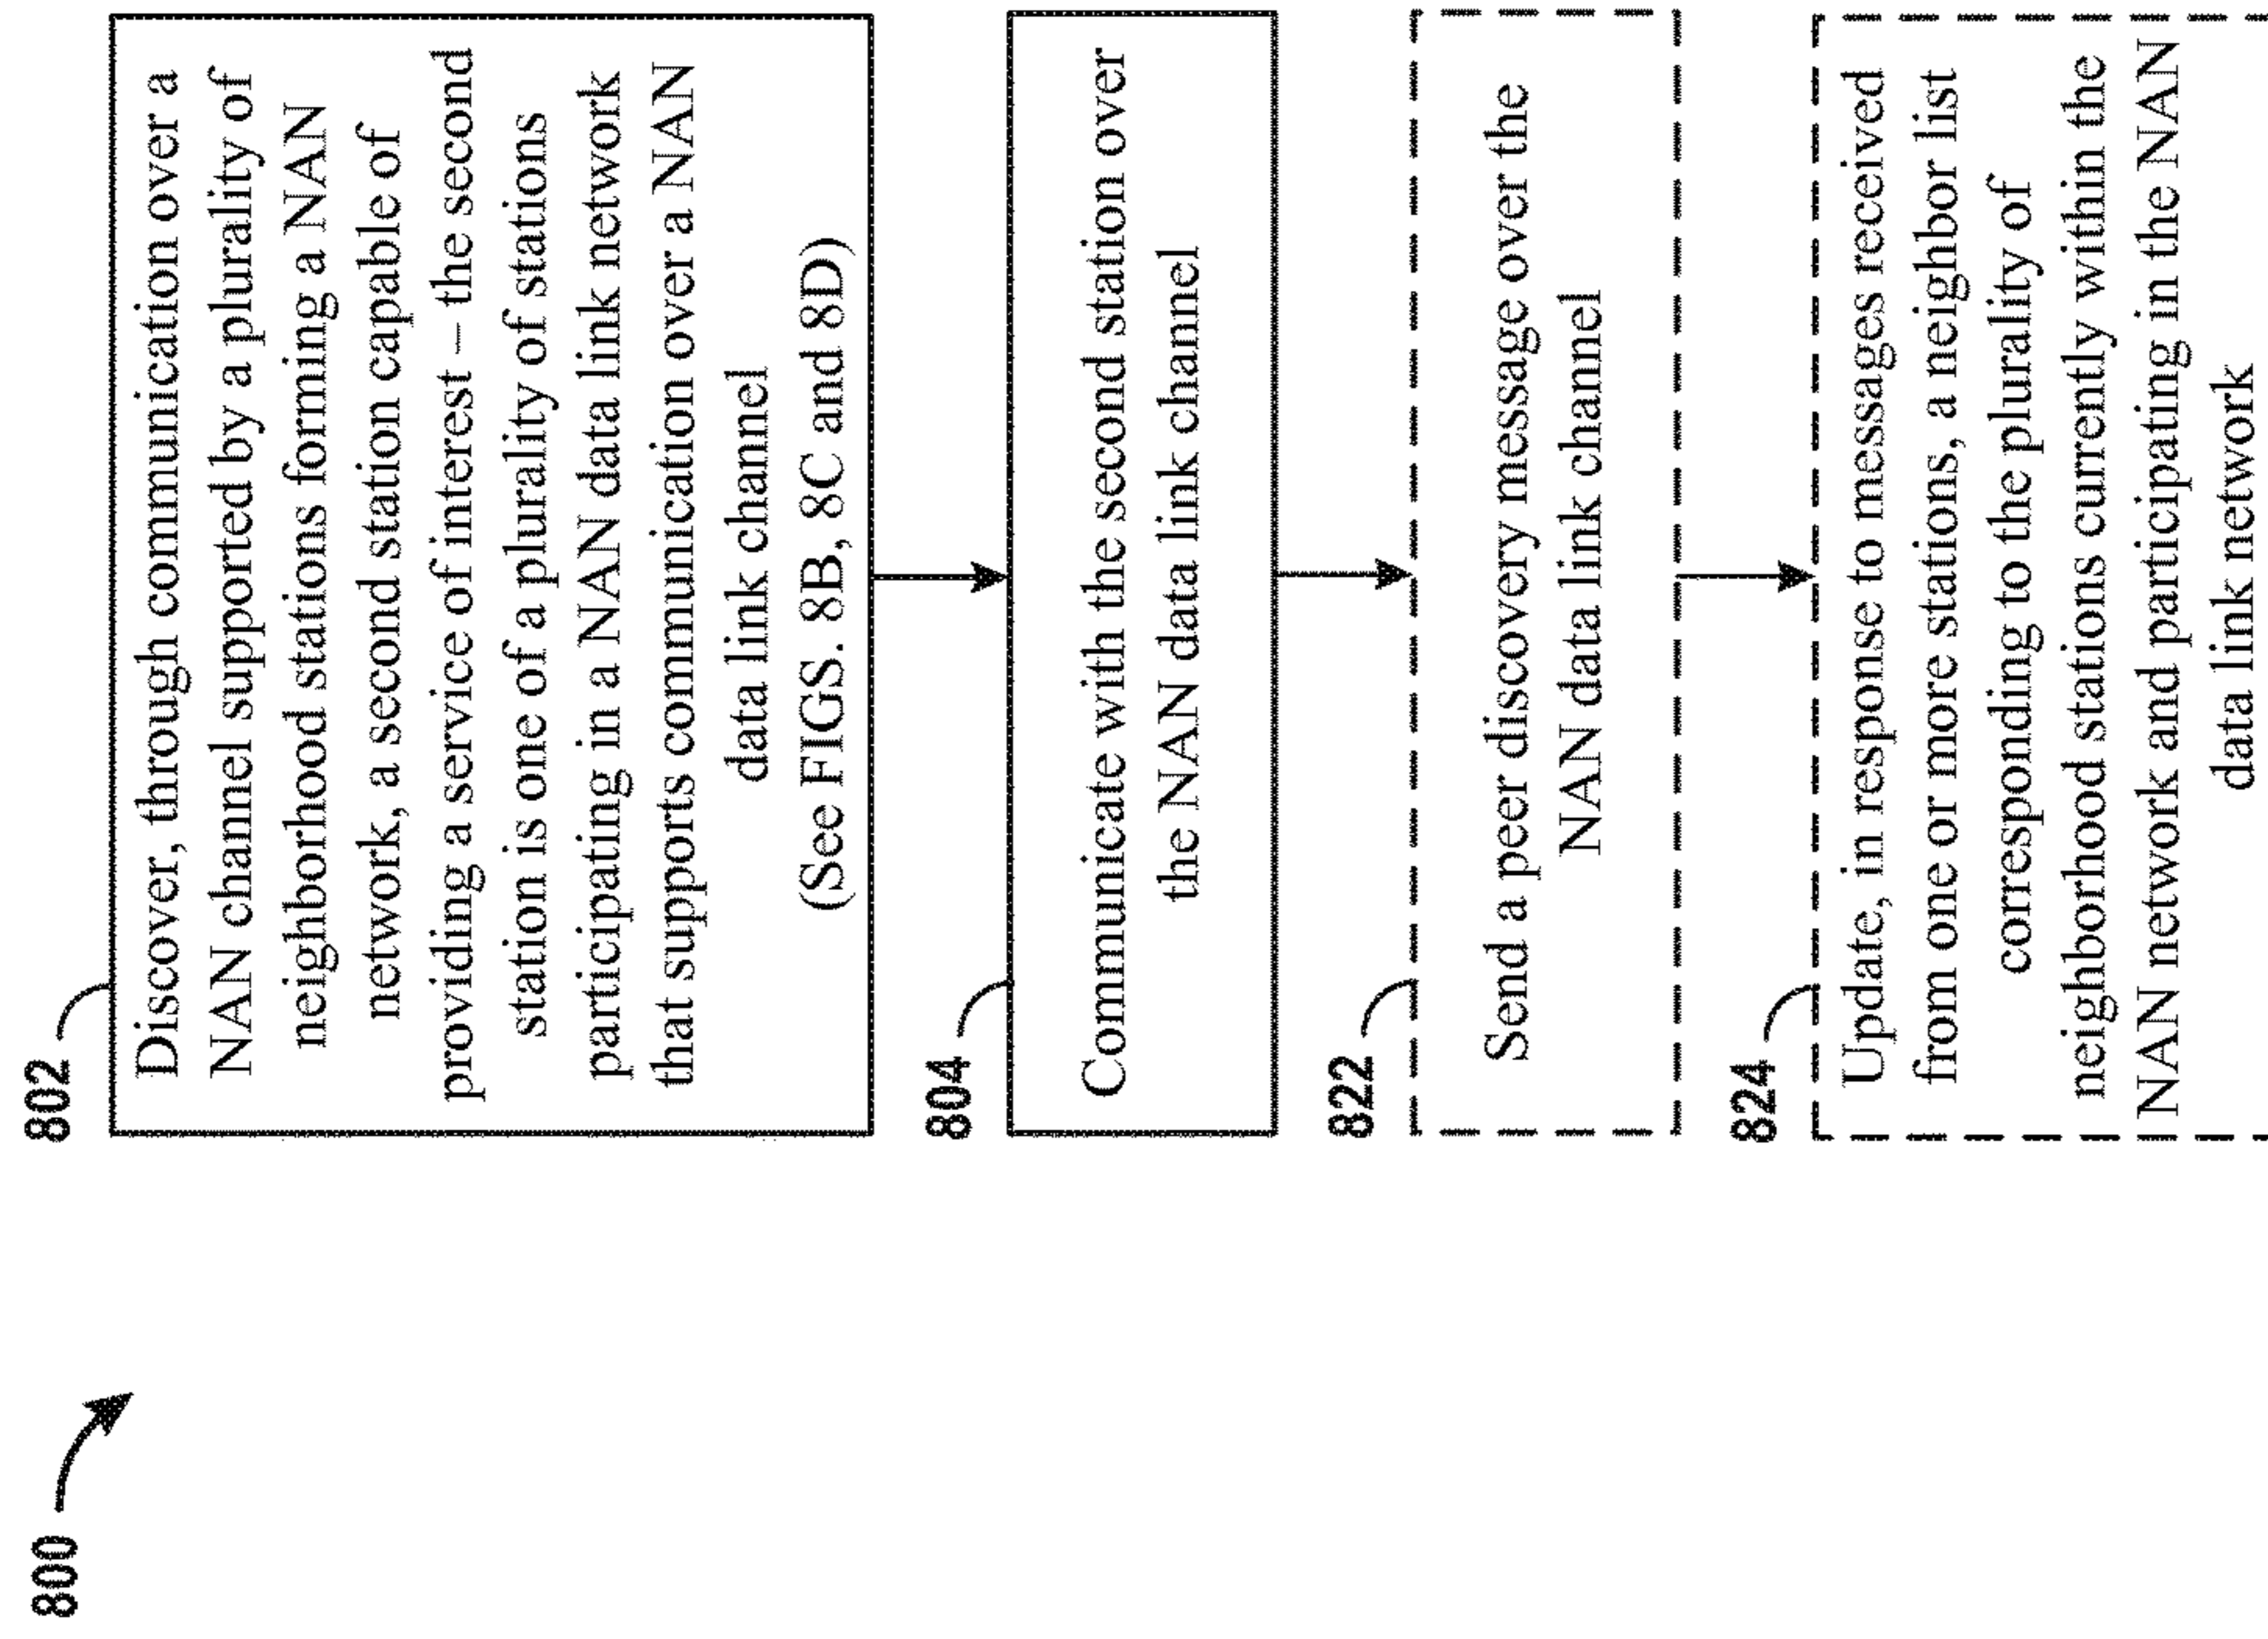 800
802
Discover, through communication over a
NAN channel supported by a plurality of
neighborhood stations forming a NAN
network, a second station capable of
providing a service of interest – the second
station is one of a plurality of stations
participating in a NAN data link network
that supports communication over a NAN
data link channel
(See FIGS. 8B, 8C and 8D)
804
Communicate with the second station over
the NAN data link channel
822
Send a peer discovery message over the
NAN data link channel
824
Update, in response to messages received
from one or more stations, a neighbor list
corresponding to the plurality of
neighborhood stations currently within the
NAN network and participating in the NAN
data link network